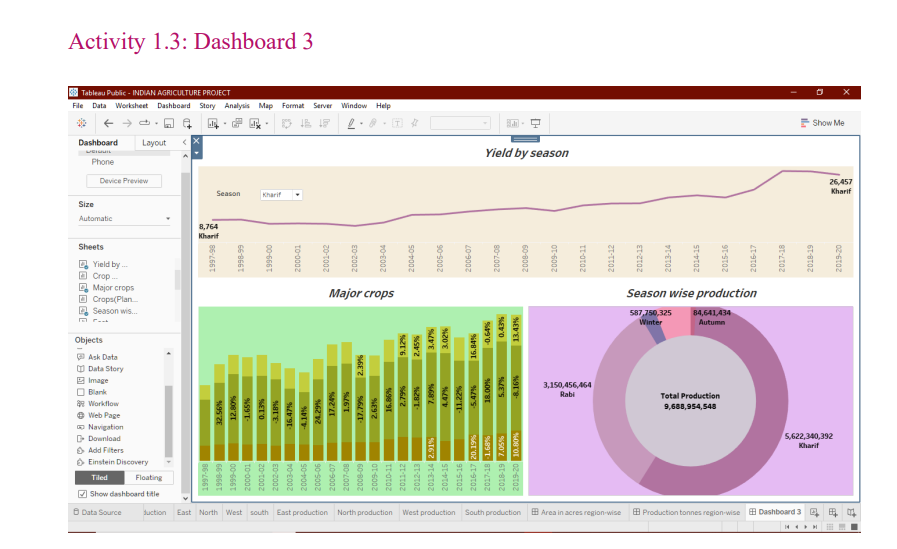 Activity 1.3: Dashboard 3
Tableau Public - INDIAN AGRICULTURE PROJECT
File Data Worksheet Dashboard Story Analysis Map Format Server Window Help
Show Me
Dashboard Layout
Default
Phone
Device Preview
Size
Automatic
Sheets
Yield by ...
Crop ...
Major crops
Crops(Plan...
Season wis...
Objects
Ask Data
Data Story
Image
Blank
Workflow
Web Page
Navigation
Download
Add Filters
Einstein Discovery
Tiled Floating
Show dashboard title
Yield by season
Season Kharif
8,764
Kharif
26,457
Kharif
1997-98 1998-99 1999-00 2000-01 2001-02 2002-03 2003-04 2004-05 2005-06 2006-07 2007-08 2008-09 2009-10 2010-11 2011-12 2012-13 2013-14 2014-15 2015-16 2016-17 2017-18 2018-19 2019-20
Major crops
9.12% 2.45% 3.47% 3.02% 16.84% -0.64% 0.43% 13.43%
2.39%
32.56% 12.80% -1.65% 0.13% -3.18% -16.47% -4.14% 24.29% 17.24% 1.97% -17.79% 2.63% 16.86% 2.79% -1.82% 7.89% 4.47% -11.22% -5.47% 18.00% 5.37% -8.16%
2.91% 20.19% -1.68% 7.05% 10.80%
1997-98 1998-99 1999-00 2000-01 2001-02 2002-03 2003-04 2004-05 2005-06 2006-07 2007-08 2008-09 2009-10 2010-11 2011-12 2012-13 2013-14 2014-15 2015-16 2016-17 2017-18 2018-19 2019-20
Season wise production
587,750,325
Winter
84,641,434
Autumn
3,150,456,464
Rabi
Total Production
9,688,954,548
5,622,340,392
Kharif
Data Source luction East North West south East production North production West production South production Area in acres region-wise Production tonnes region-wise Dashboard 3